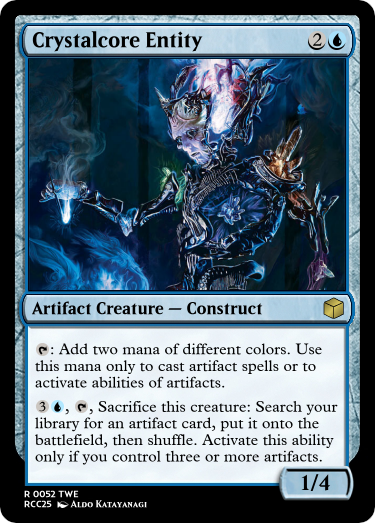 Crystalcore Entity 2
Artifact Creature — Construct
: Add two mana of different colors. Use
this mana only to cast artifact spells or to
activate abilities of artifacts.
3, , Sacrifice this creature: Search your
library for an artifact card, put it onto the
battlefield, then shuffle. Activate this ability
only if you control three or more artifacts.
1/4
R 0052 TWE
RCC25 Aldo Katayanagi